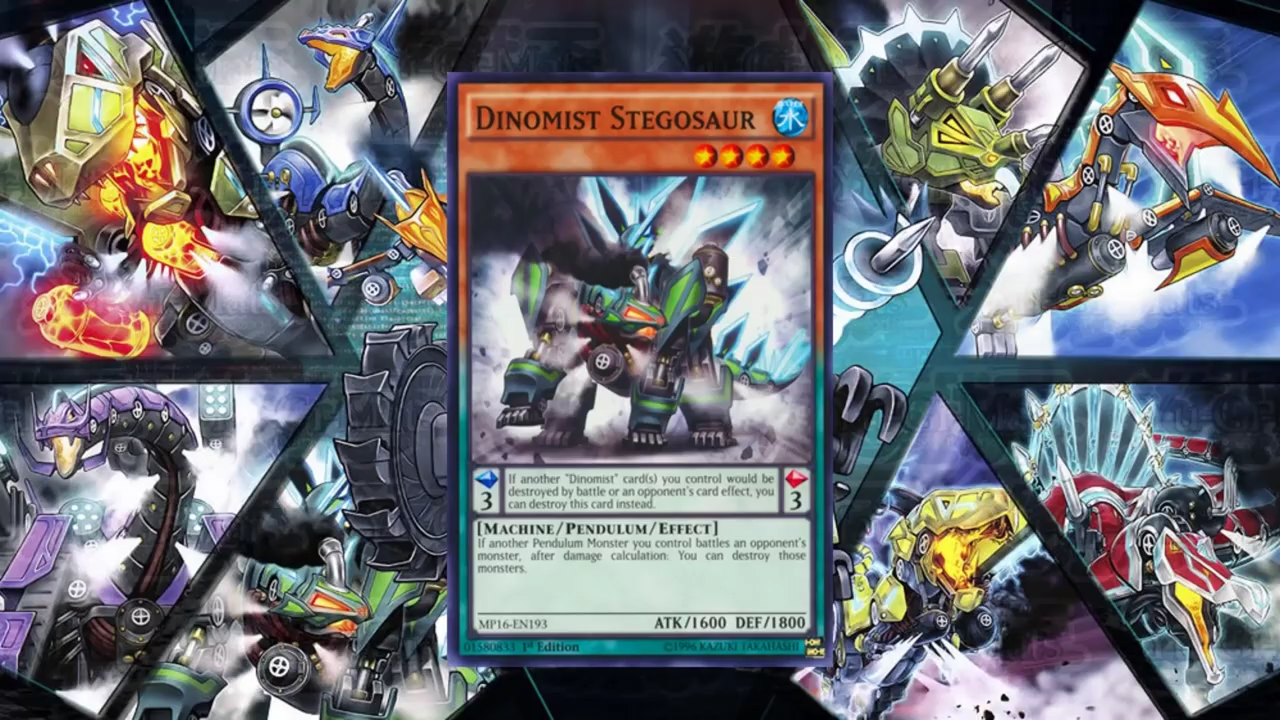 DINOMIST STEGOSAUR
水
If another "Dinomist" card(s) you control would be
destroyed by battle or an opponent's card effect, you
can destroy this card instead.
3
3
[MACHINE/PENDULUM/EFFECT]
If another Pendulum Monster you control battles an opponent's
monster, after damage calculation: You can destroy those
monsters.
MP16-EN193
ATK/1600 DEF/1800
01580833 1st Edition
©1996 KAZUKI TAKAHASHI